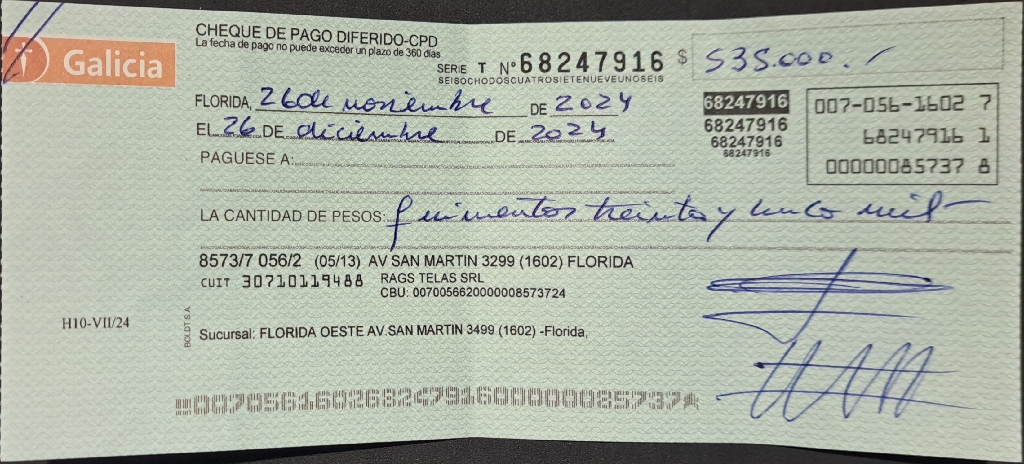 Galicia
CHEQUE DE PAGO DIFERIDO-CPD
La fecha de pago no puede exceder un plazo de 360 días
SERIE T Nº 68247916 $ 535.000.-/
SEISOCHODOSCUATROSIETENUEVEUNOSEIS
FLORIDA, 26 de noviembre DE 2024
EL 26 DE diciembre DE 2024
68247916
68247916
68247916
68247916
007-056-1602 7
68247916 1
00000085737 8
PAGUESE A:
LA CANTIDAD DE PESOS: quinientos treinta y cinco mil
8573/7 056/2 (05/13) AV SAN MARTIN 3299 (1602) FLORIDA
CUIT 30710119488 RAGS TELAS SRL
CBU: 0070056620000008573724
H10-VII/24
BOLDT S.A.
Sucursal: FLORIDA OESTE AV.SAN MARTIN 3499 (1602) -Florida,
00705616026824791600000085737